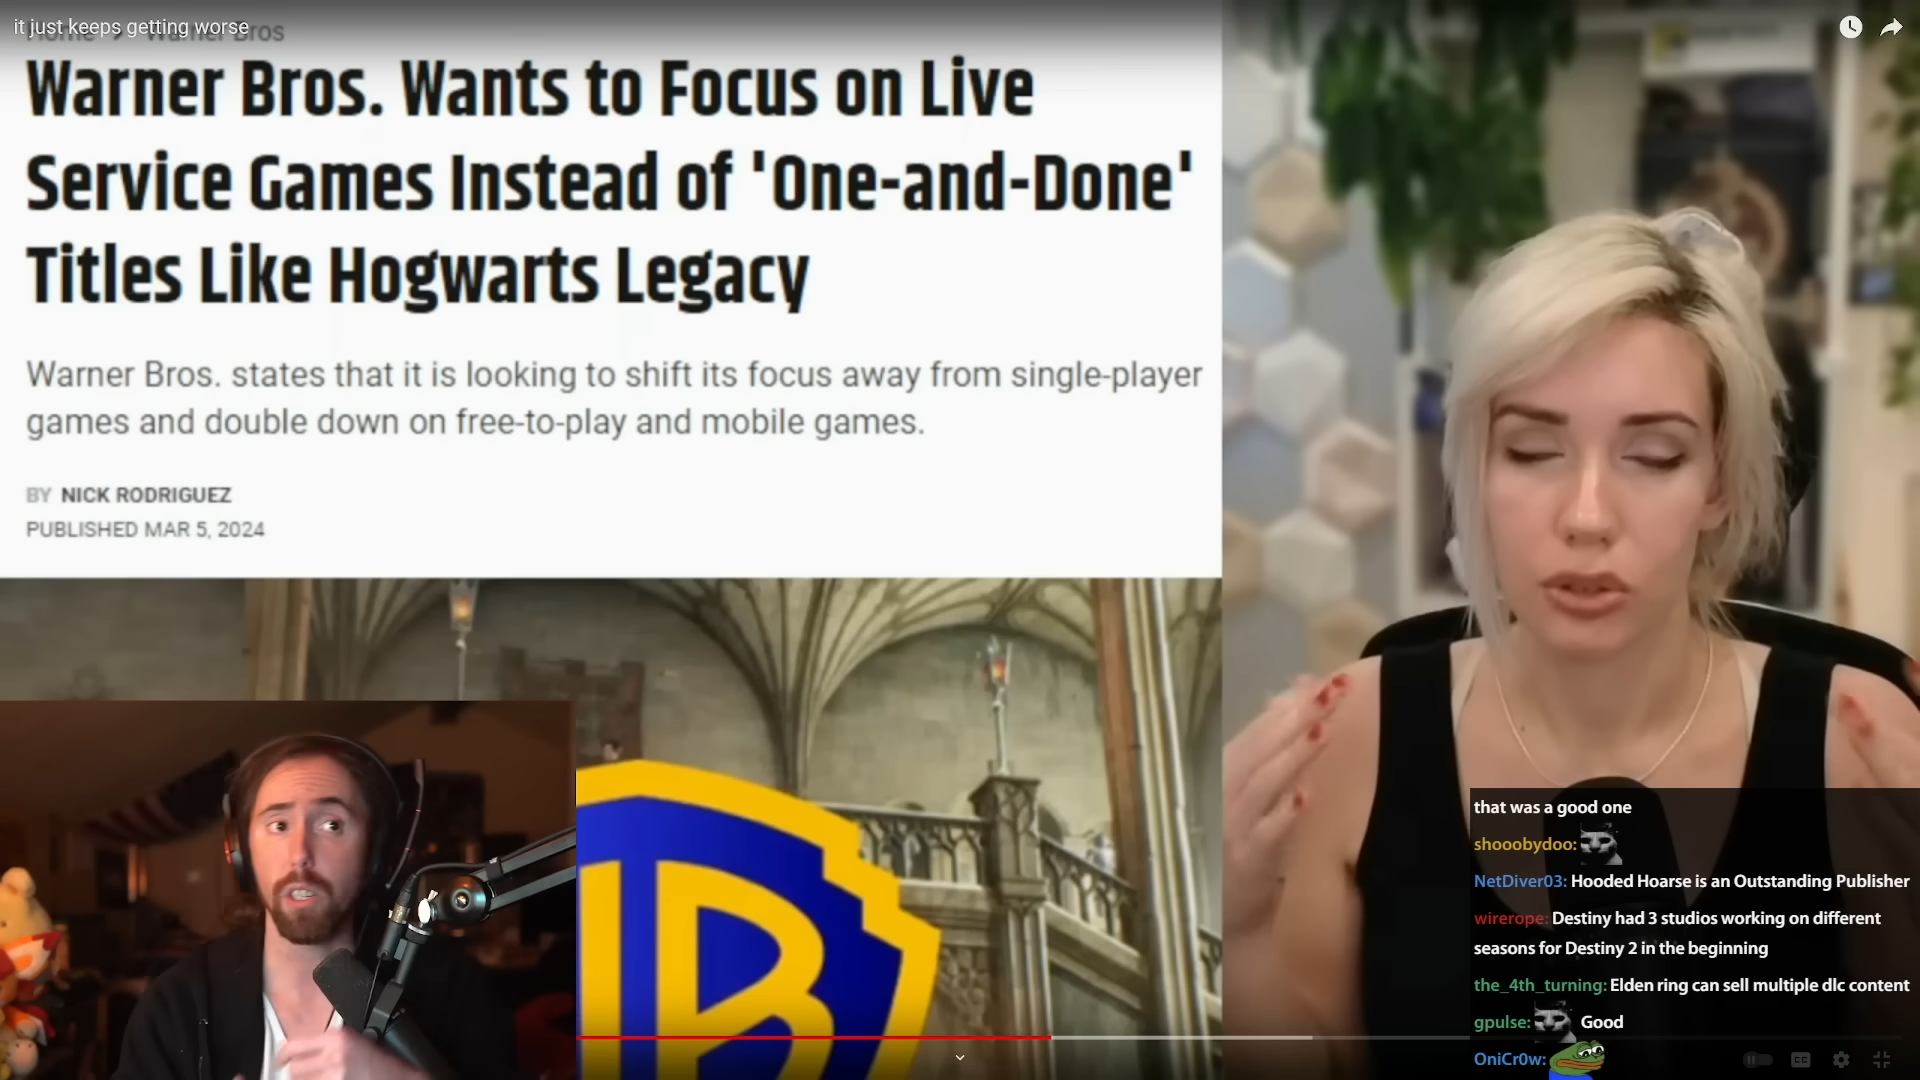 it just keeps getting worse
Home > Warner Bros
Warner Bros. Wants to Focus on Live
Service Games Instead of 'One-and-Done'
Titles Like Hogwarts Legacy
Warner Bros. states that it is looking to shift its focus away from single-player
games and double down on free-to-play and mobile games.
BY NICK RODRIGUEZ
PUBLISHED MAR 5, 2024
that was a good one
shooobydoo:
NetDiver03: Hooded Hoarse is an Outstanding Publisher
wirerope: Destiny had 3 studios working on different
seasons for Destiny 2 in the beginning
the_4th_turning: Elden ring can sell multiple dlc content
gpulse: Good
OniCr0w:
CC